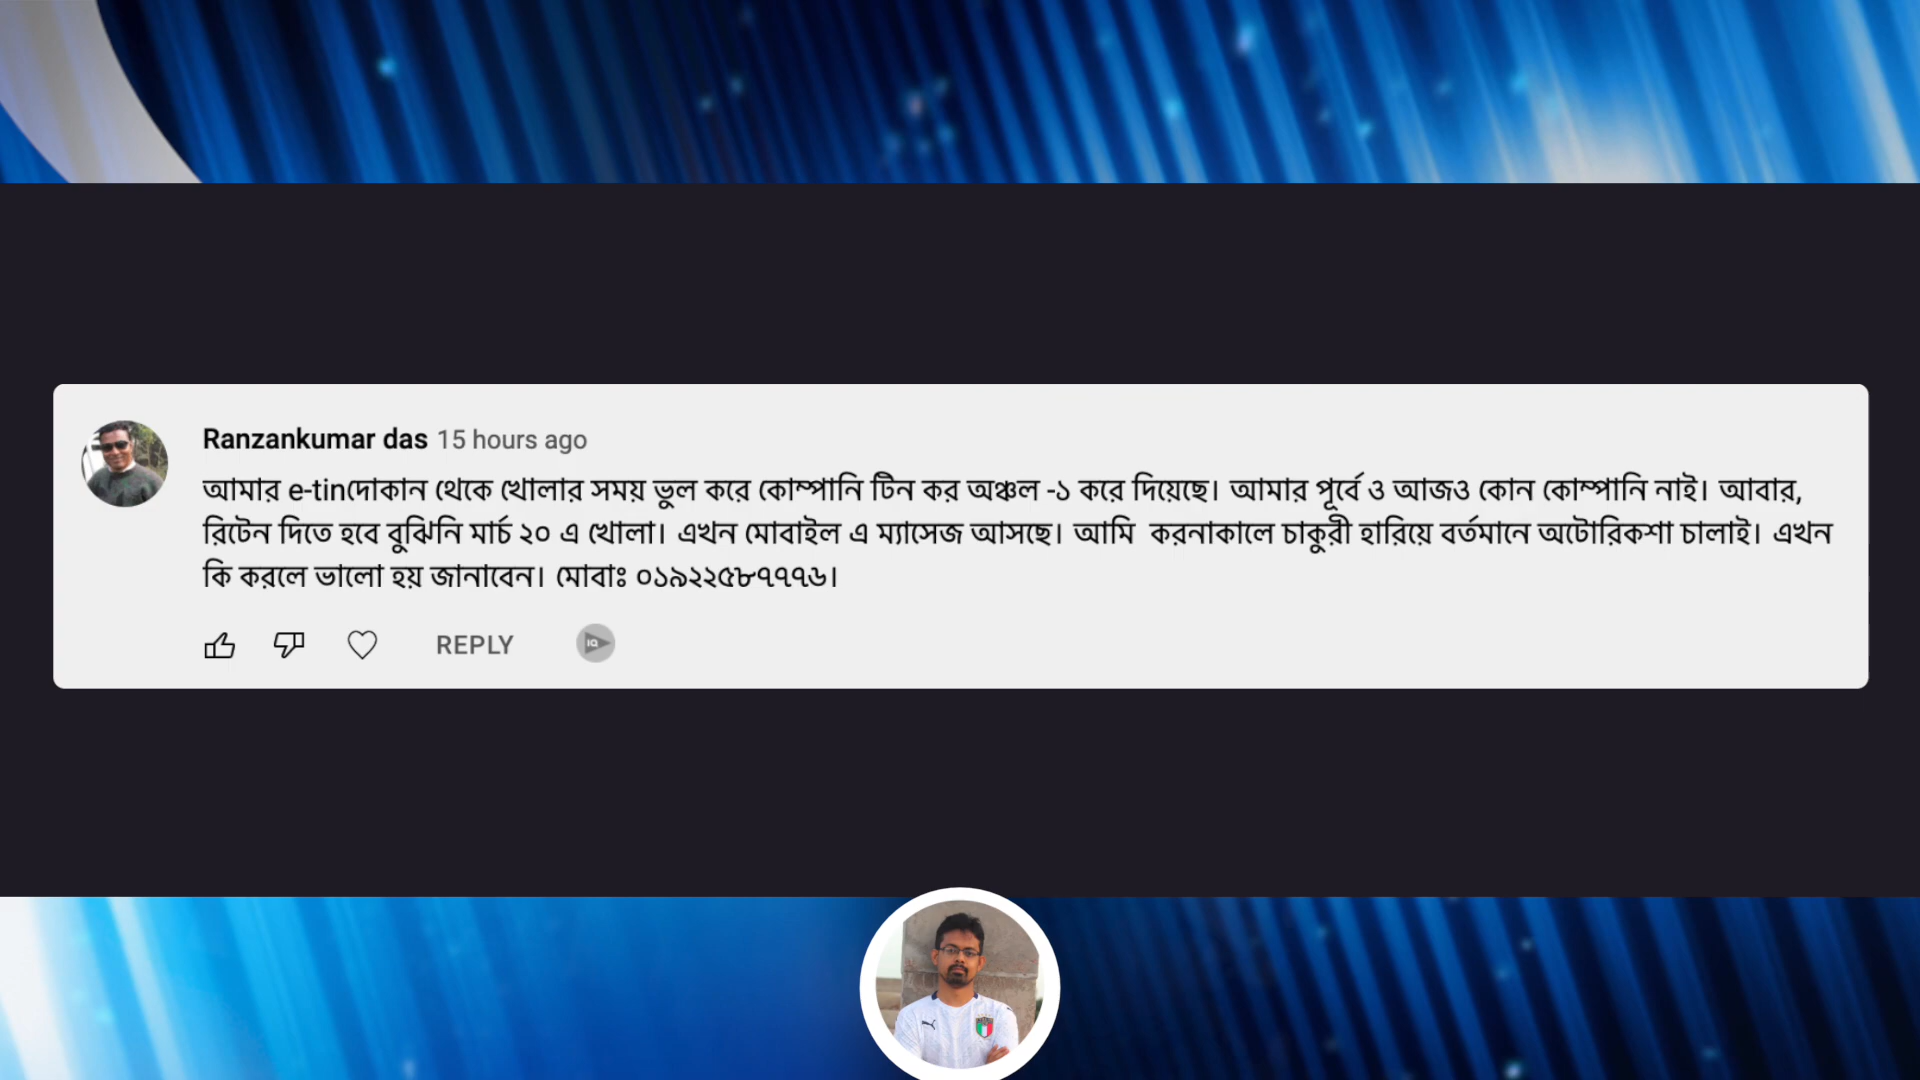 Ranzankumar das 15 hours ago
আমার e-tinদোকান থেকে খোলার সময় ভুল করে কোম্পানি টিন কর অঞ্চল -১ করে দিয়েছে। আমার পূর্বে ও আজও কোন কোম্পানি নাই। আবার,
রিটেন দিতে হবে বুঝিনি মার্চ ২০ এ খোলা। এখন মোবাইল এ ম্যাসেজ আসছে। আমি করনাকালে চাকুরী হারিয়ে বর্তমানে অটোরিকশা চালাই। এখন
কি করলে ভালো হয় জানাবেন। মোবাঃ ০১৯২২৫৮৭৭৭৬।
REPLY